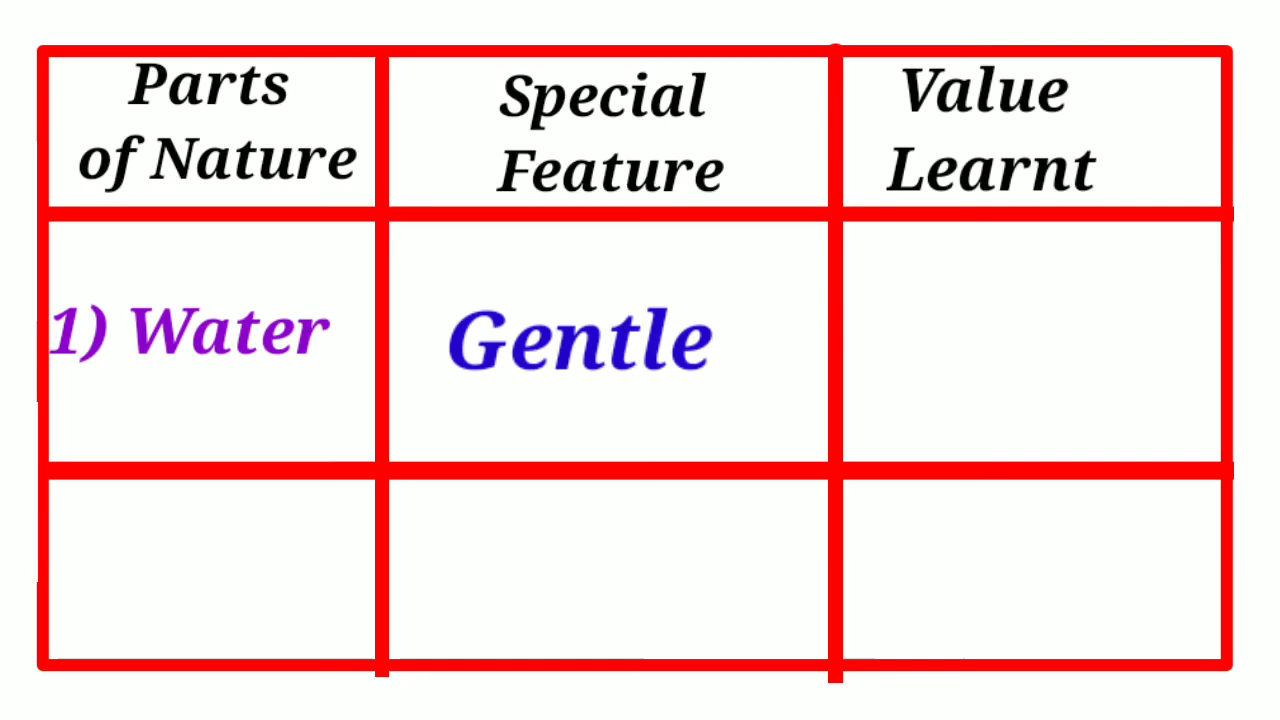 Parts
of Nature
Special
Feature
Value
Learnt
1) Water
Gentle